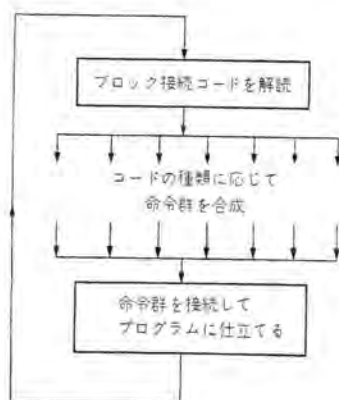 ブロック接続コードを解読
コードの種類に応じて
命令群を合成
命令群を接続して
プログラムに仕立てる